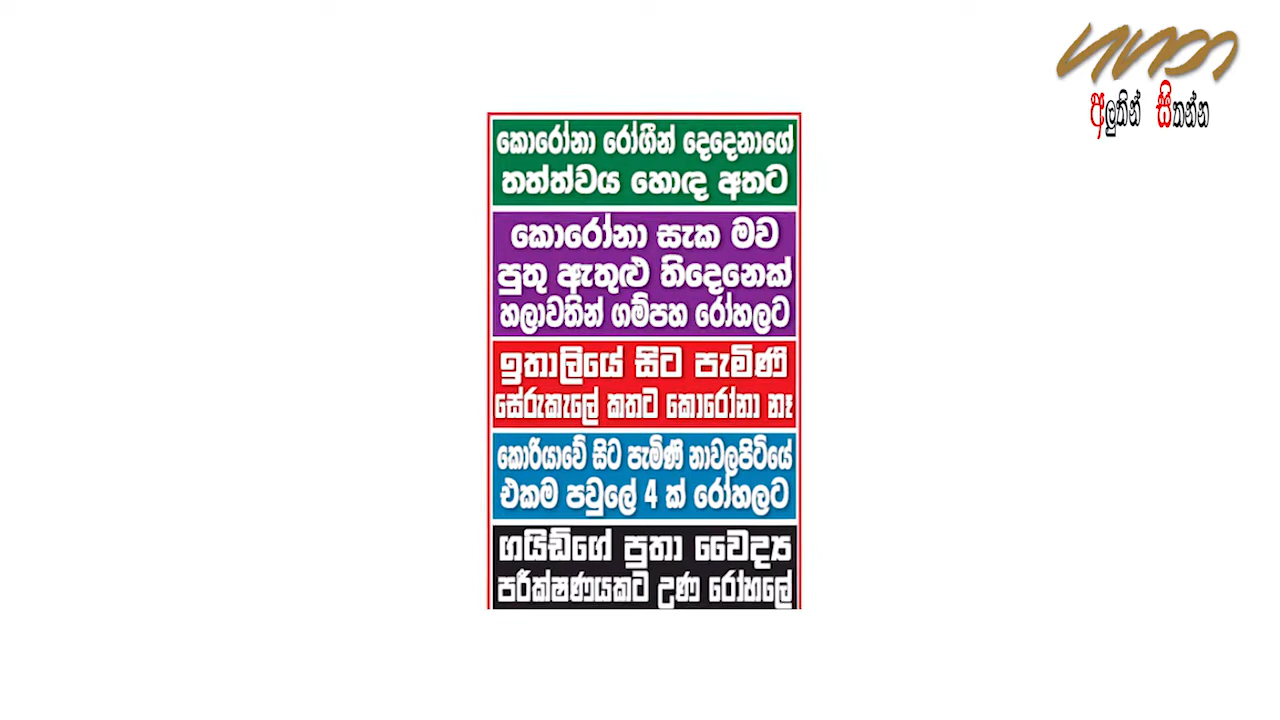 අලුතින් සිතන්න
කොරෝනා රෝගීන් දෙදෙනාගේ
තත්ත්වය හොඳ අතට
කොරෝනා සැක මව
පුතු ඇතුළු තිදෙනෙක්
හලාවතින් ගම්පහ රෝහලට
ඉතාලියේ සිට පැමිණි
සේරුකැලේ කතට කොරෝනා නෑ
කොරියාවේ සිට පැමිණි නාවලපිටියේ
එකම පවුලේ 4 ක් රෝහලට
ගයිඩ්ගේ පුතා වෛද්‍ය
පරීක්ෂණයකට උණ රෝහලේ